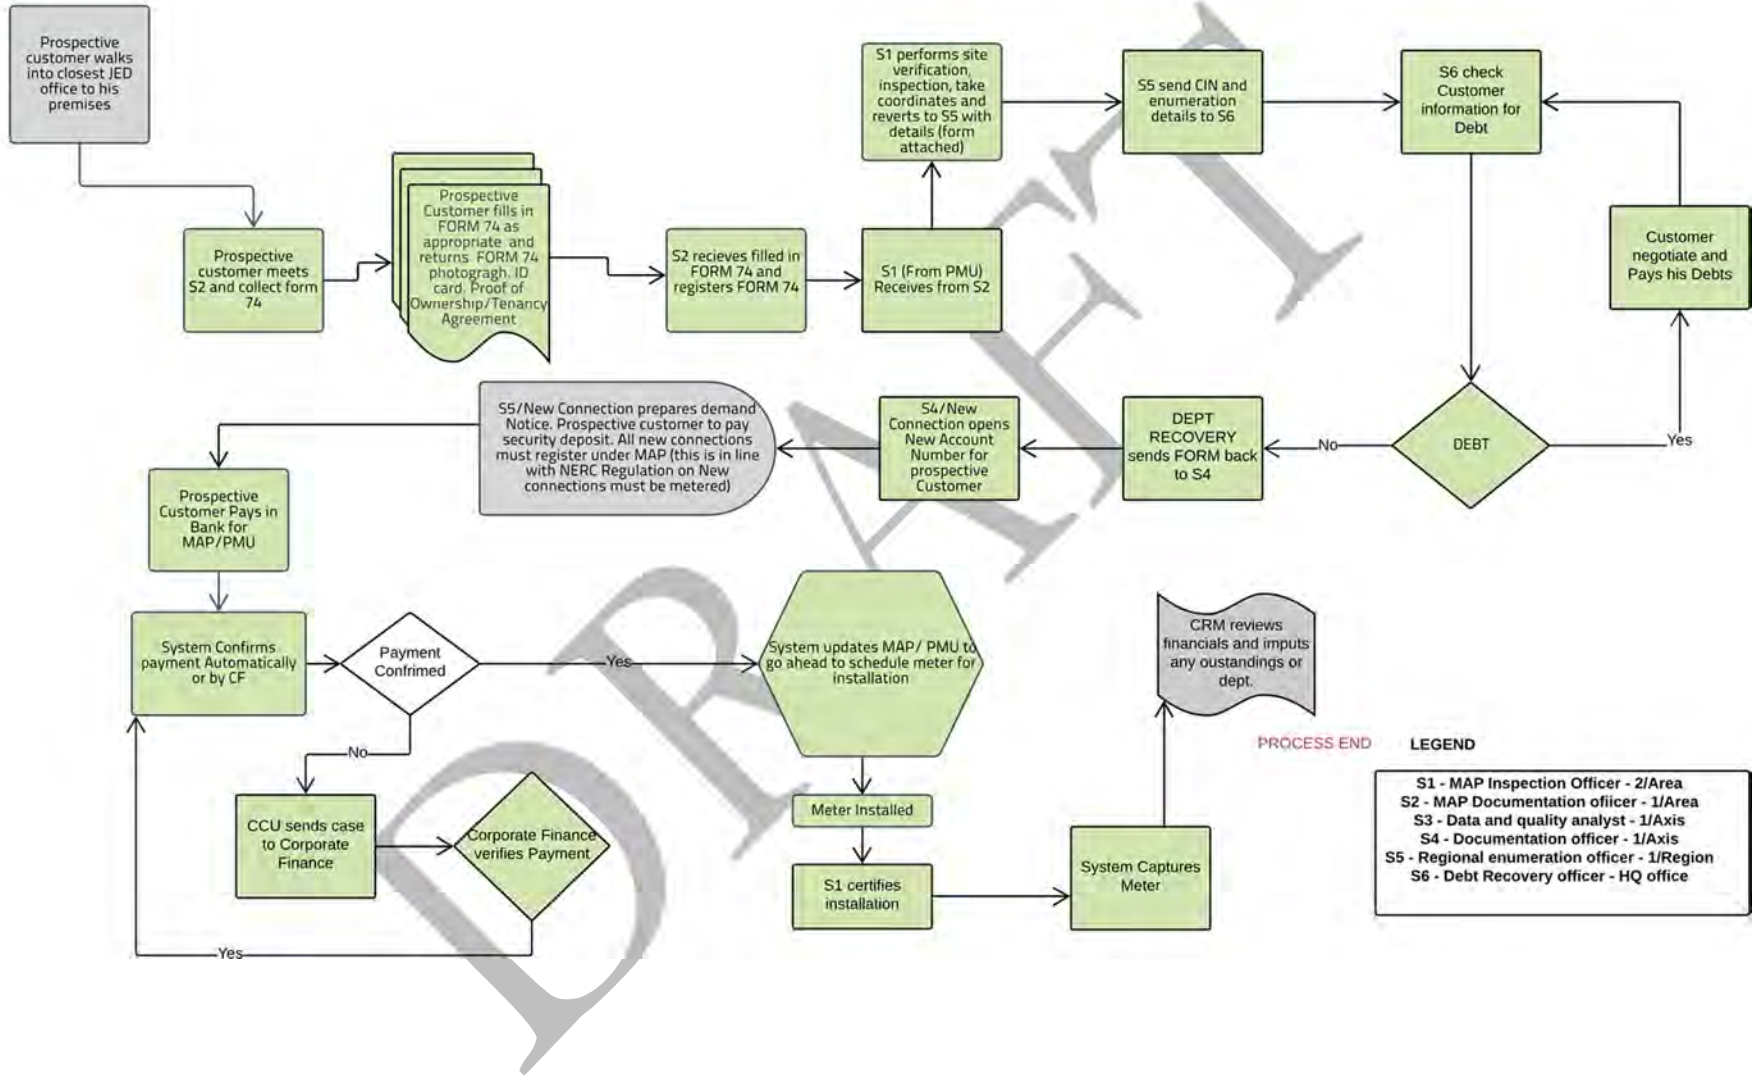 Prospective
customer walks
into closest JED
office to his
premises
Prospective
customer meets
S2 and collect form
74
Prospective
Customer fills in
FORM 74 as
appropriate and
returns FORM 74
photogragh. ID
card. Proof of
Ownership/Tenancy
Agreement
S2 recieves filled in
FORM 74 and
registers FORM 74
S1 (From PMU)
Receives from S2
S1 performs site
verification,
inspection, take
coordinates and
reverts to S5 with
details (form
attached)
S5 send CIN and
enumeration
details to S6
S6 check
Customer
information for
Debt
Customer
negotiate and
Pays his Debts
DEBT
Yes
No
DEPT
RECOVERY
sends FORM back
to S4
S4/New
Connection opens
New Account
Number for
prospective
Customer
S5/New Connection prepares demand
Notice. Prospective customer to pay
security deposit. All new connections
must register under MAP (this is in line
with NERC Regulation on New
connections must be metered)
Prospective
Customer Pays in
Bank for
MAP/PMU
System Confirms
payment Automatically
or by CF
Payment
Confrimed
Yes
No
CCU sends case
to Corporate
Finance
Corporate Finance
verifies Payment
Yes
System updates MAP/ PMU to
go ahead to schedule meter for
installation
Meter Installed
S1 certifies
installation
System Captures
Meter
CRM reviews
financials and imputs
any oustandings or
dept.
PROCESS END
LEGEND
S1 - MAP Inspection Officer - 2/Area
S2 - MAP Documentation ofiicer - 1/Area
S3 - Data and quality analyst - 1/Axis
S4 - Documentation officer - 1/Axis
S5 - Regional enumeration officer - 1/Region
S6 - Debt Recovery officer - HQ office
DRAFT1